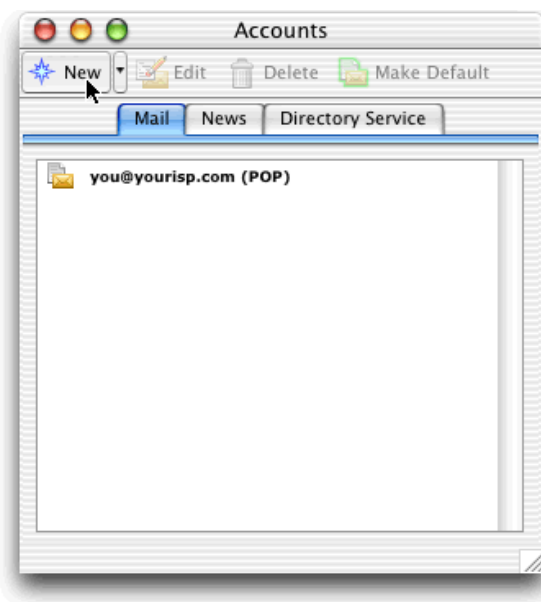 Accounts
New Edit Delete Make Default
Mail News Directory Service
you@yourisp.com (POP)